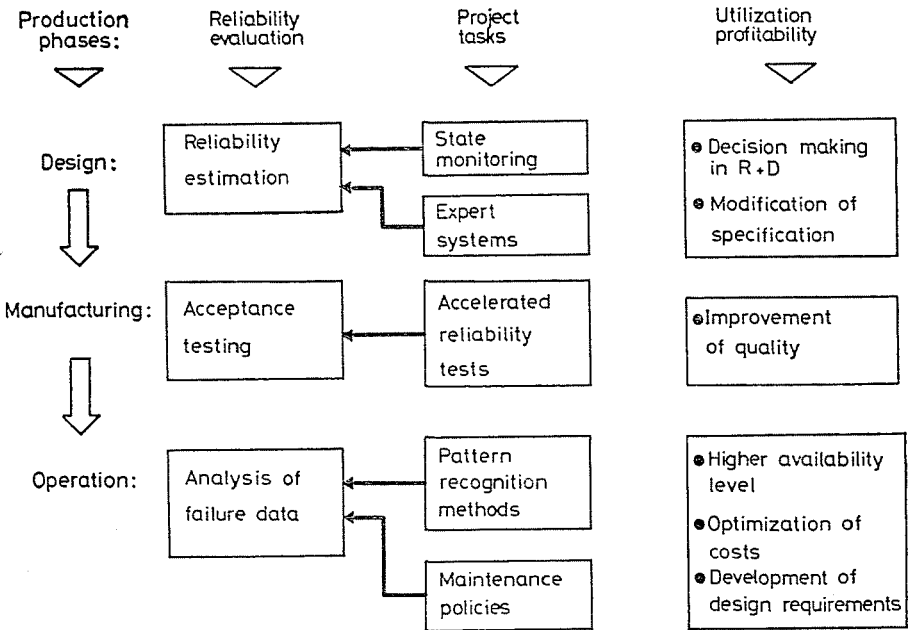 Production
phases:
Reliability
evaluation
Project
tasks
Utilization
profitability
Design:
Reliability
estimation
State
monitoring
Expert
systems
• Decision making
in R+D
• Modification of
specification
Manufacturing:
Acceptance
testing
Accelerated
reliability
tests
• Improvement
of quality
Operation:
Analysis of
failure data
Pattern
recognition
methods
Maintenance
policies
• Higher availability
level
• Optimization of
costs
• Development of
design requirements